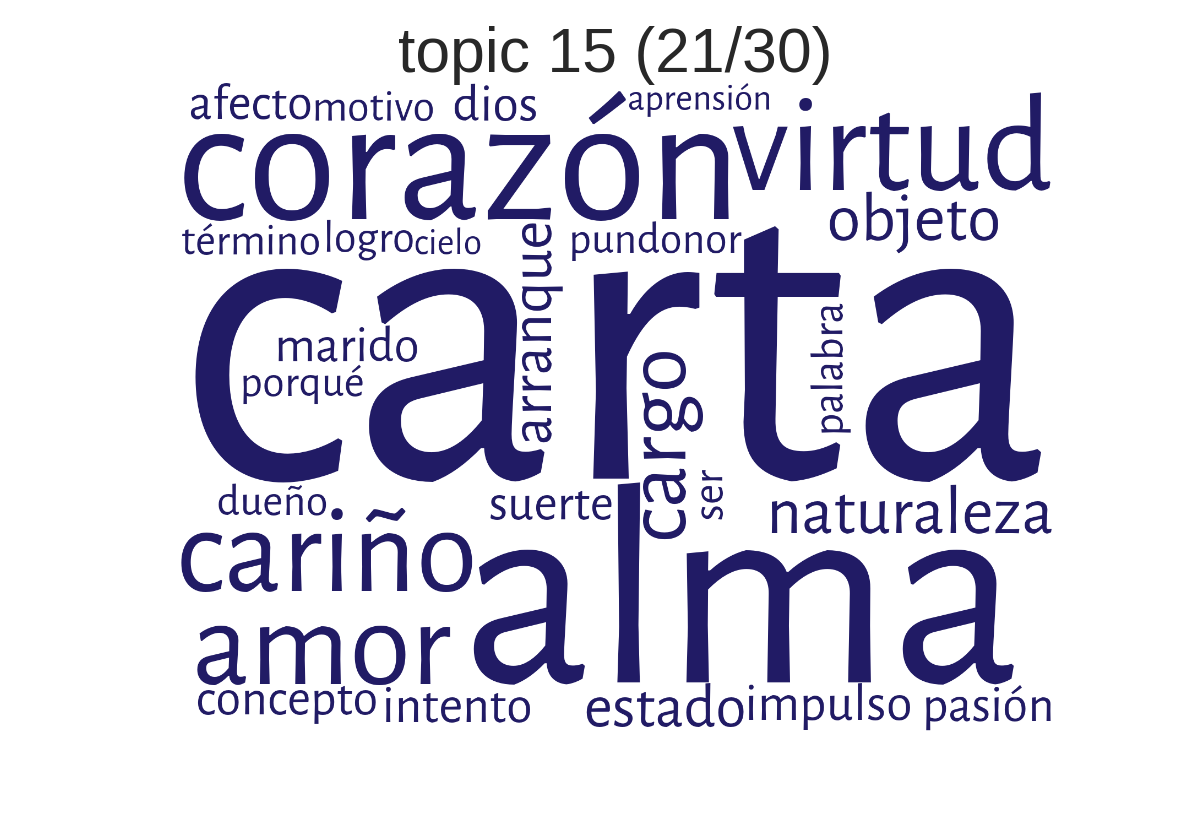 topic 15 (21/30)
afecto motivo dios aprensión
corazón virtud
objeto
término logro cielo arranque pundonor
carta
marido
porqué
cargo
palabra
dueño suerte ser naturaleza
cariño alma
amor
concepto intento estado impulso pasión